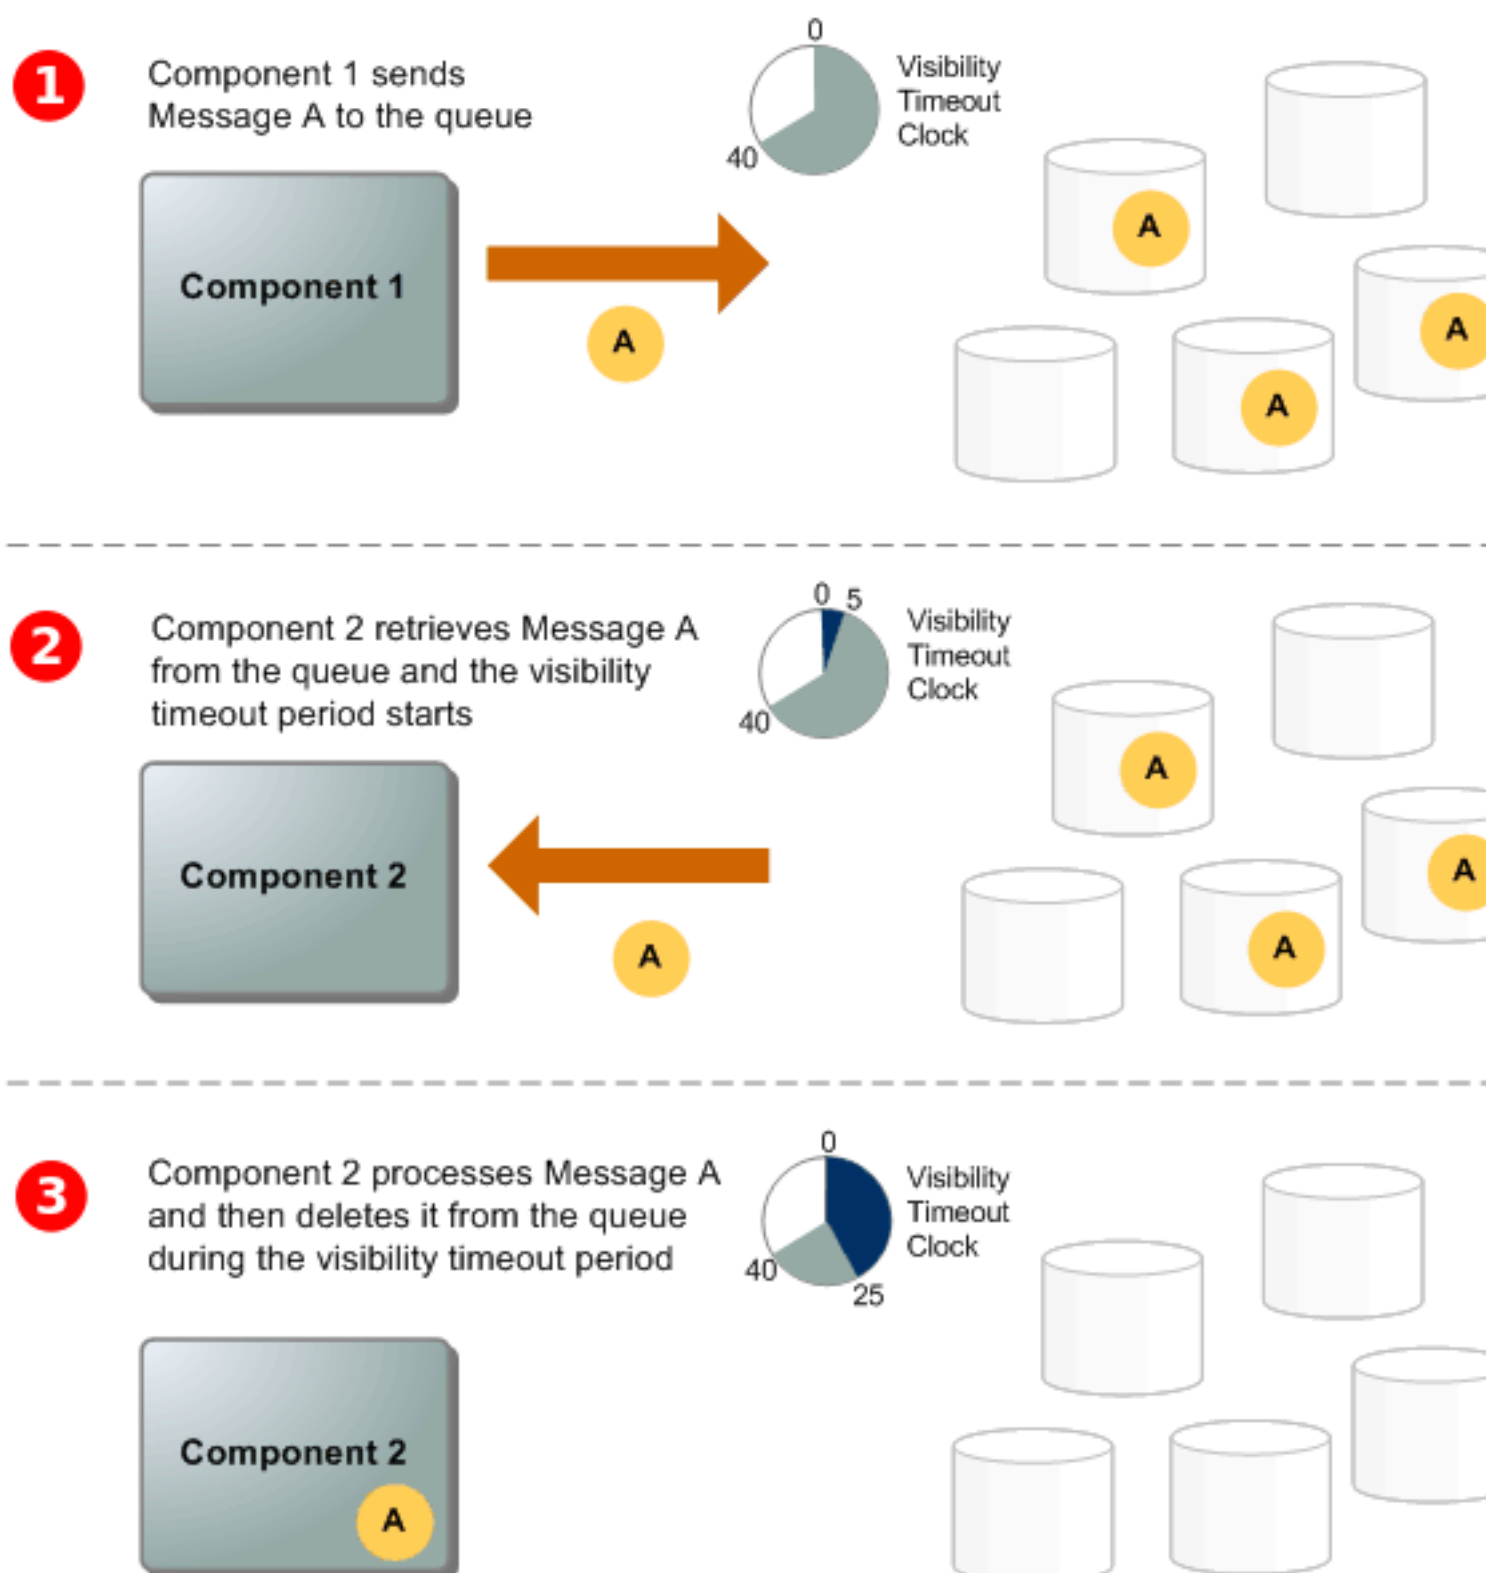 1
Component 1 sends
Message A to the queue
0
40
Visibility
Timeout
Clock
Component 1
A
A
A
A
2
Component 2 retrieves Message A
from the queue and the visibility
timeout period starts
0 5
40
Visibility
Timeout
Clock
Component 2
A
A
A
A
3
Component 2 processes Message A
and then deletes it from the queue
during the visibility timeout period
0
40
25
Visibility
Timeout
Clock
Component 2
A